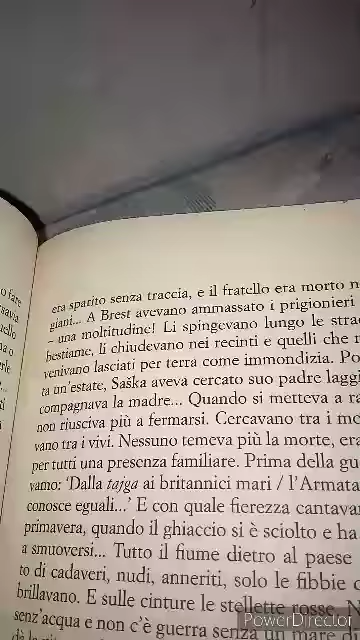 era sparito senza traccia, e il fratello era morto
giani... A Brest avevano ammassato i prigionieri
– una moltitudine! Li spingevano lungo le
bestiame, li chiudevano nei recinti e quelli che
venivano lasciati per terra come immondizia.
ta un'estate, Saška aveva cercato suo padre
compagnava la madre... Quando si metteva a
non riusciva più a fermarsi. Cercavano tra i
vano tra i vivi. Nessuno temeva più la morte,
per tutti una presenza familiare. Prima della
vamo: 'Dalla tajga ai britannici mari / l'Armata
conosce eguali...' E con quale fierezza
primavera, quando il ghiaccio si è sciolto e ha
a smuoversi... Tutto il fiume dietro al paese
to di cadaveri, nudi, anneriti, solo le fibbie
brillavano. E sulle cinture le stellette rosse.
senz'acqua e non c'è guerra senza un mare
PowerDirector